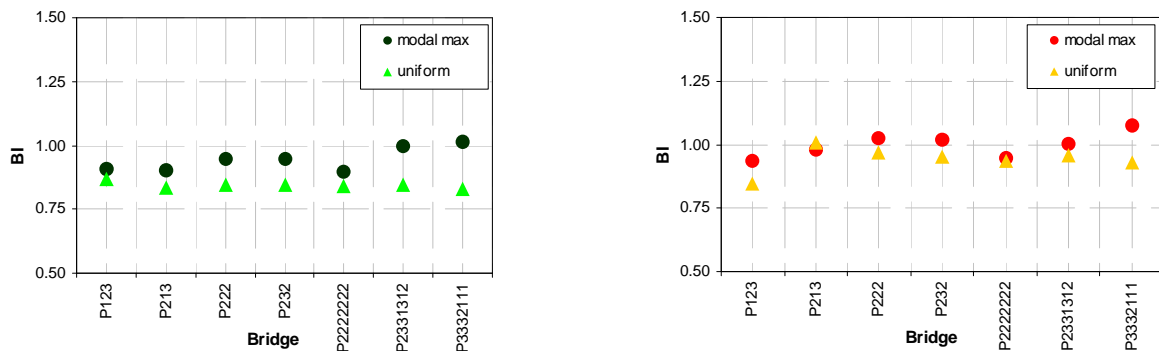 1.50
1.25
1.00
0.75
0.50
BI
modal max
uniform
P123
P213
P222
P232
P2222222
P2331312
P3332111
Bridge
1.50
1.25
1.00
0.75
0.50
BI
modal max
uniform
P123
P213
P222
P232
P2222222
P2331312
P3332111
Bridge